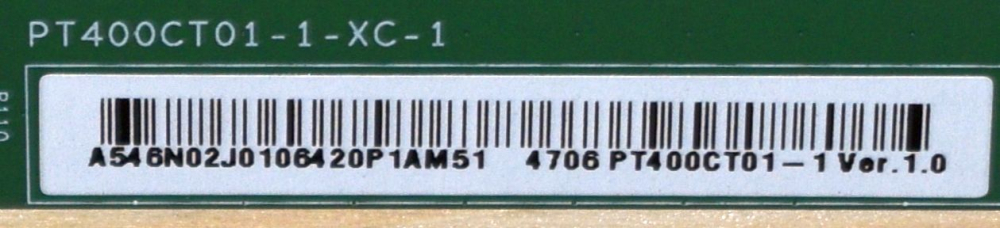 PT400CT01-1-XC-1
A546N02J0106420P1AM51 4706 PT400CT01-1 Ver.1.0